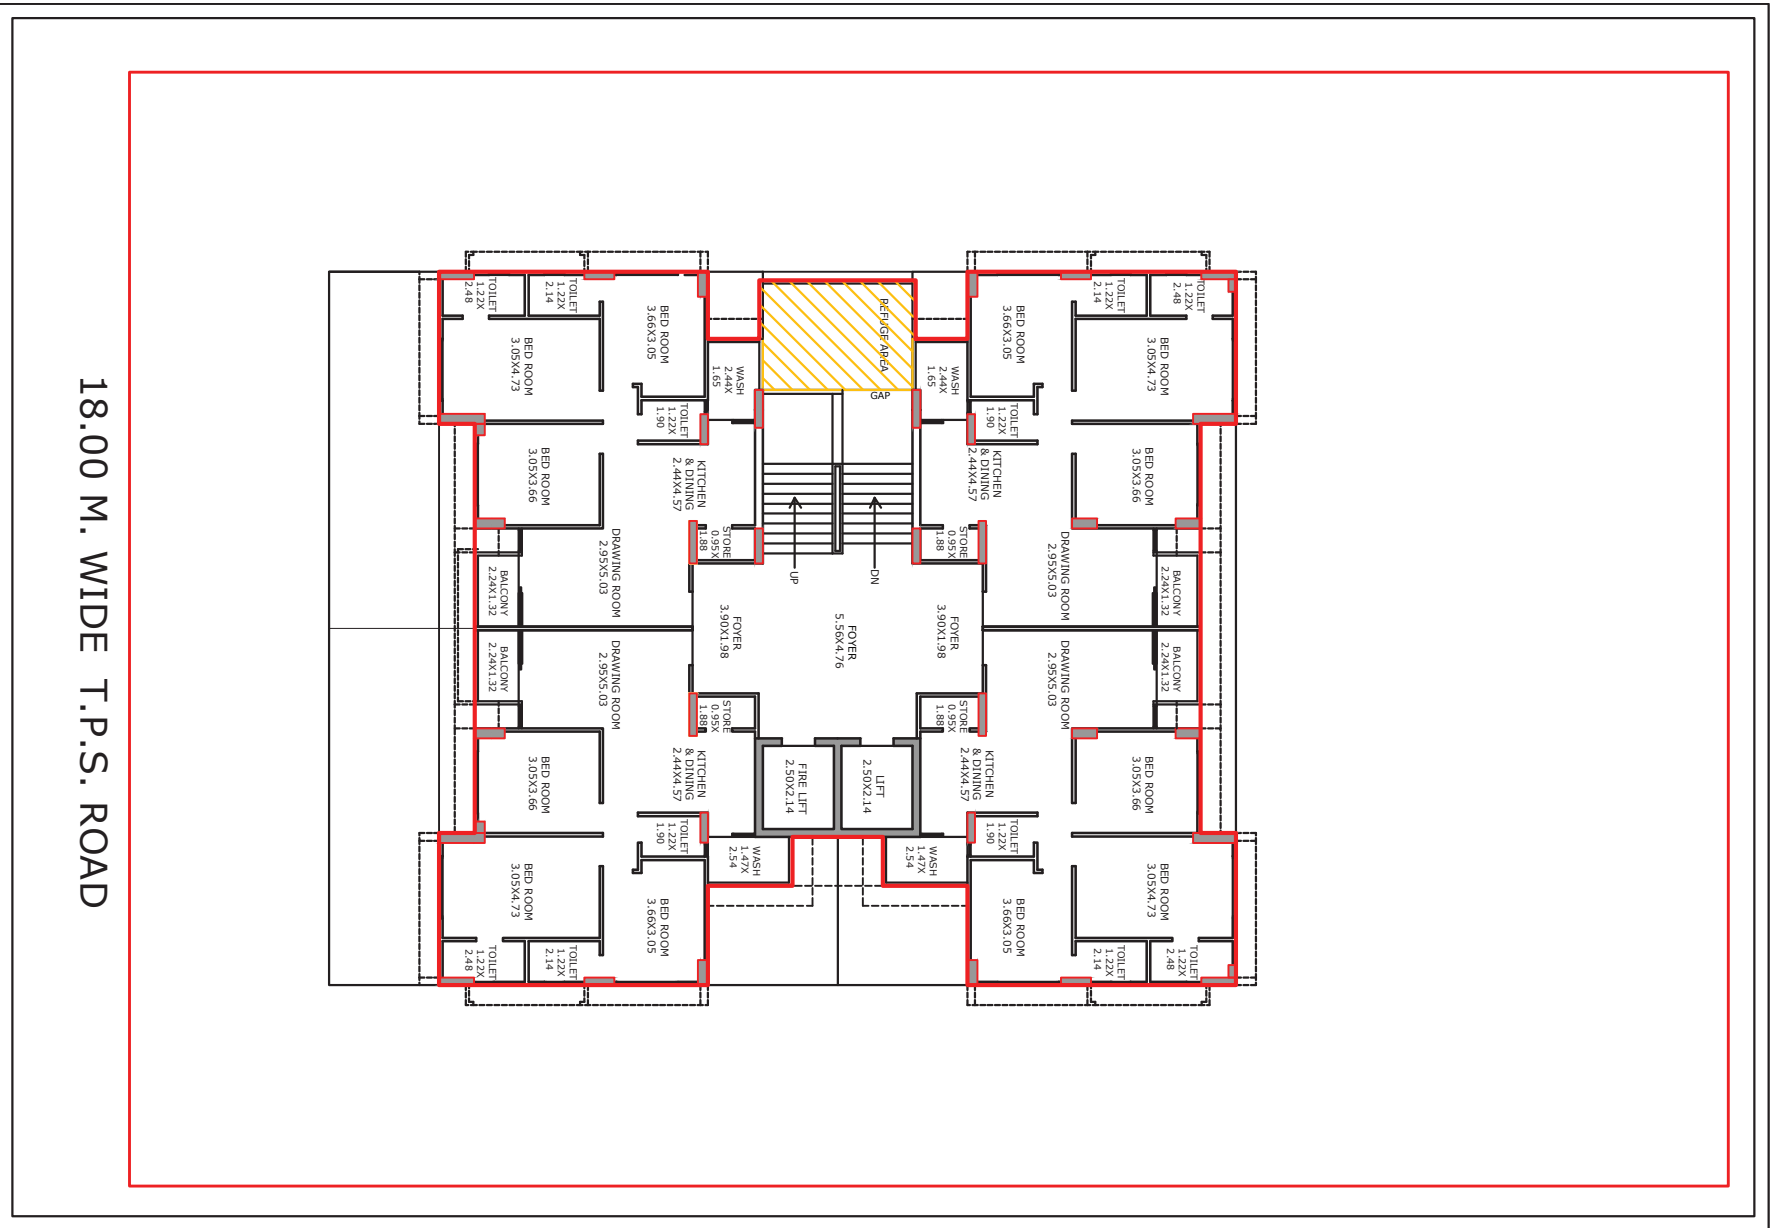 18.00 M. WIDE T.P.S. ROAD
TOILET
1.22X
2.48
TOILET
1.22X
2.14
BED ROOM
3.66X3.05
BED ROOM
3.05X4.73
WASH
2.44X
1.65
TOILET
1.22X
1.90
BED ROOM
3.05X3.66
KITCHEN
& DINING
2.44X4.57
STORE
0.95X
1.88
DRAWING ROOM
2.95X5.03
BALCONY
2.24X1.32
REFUGE AREA
GAP
UP
DN
BED ROOM
3.66X3.05
TOILET
1.22X
2.14
TOILET
1.22X
2.48
BED ROOM
3.05X4.73
WASH
2.44X
1.65
TOILET
1.22X
1.90
KITCHEN
& DINING
2.44X4.57
BED ROOM
3.05X3.66
STORE
0.95X
1.88
DRAWING ROOM
2.95X5.03
BALCONY
2.24X1.32
FOYER
3.90X1.98
FOYER
5.56X4.76
FOYER
3.90X1.98
BALCONY
2.24X1.32
DRAWING ROOM
2.95X5.03
STORE
0.95X
1.88
KITCHEN
& DINING
2.44X4.57
BED ROOM
3.05X3.66
TOILET
1.22X
1.90
WASH
1.47X
2.54
BED ROOM
3.05X4.73
BED ROOM
3.66X3.05
TOILET
1.22X
2.48
TOILET
1.22X
2.14
FIRE LIFT
2.50X2.14
LIFT
2.50X2.14
STORE
0.95X
1.88
DRAWING ROOM
2.95X5.03
BALCONY
2.24X1.32
KITCHEN
& DINING
2.44X4.57
BED ROOM
3.05X3.66
TOILET
1.22X
1.90
WASH
1.47X
2.54
BED ROOM
3.66X3.05
BED ROOM
3.05X4.73
TOILET
1.22X
2.14
TOILET
1.22X
2.48